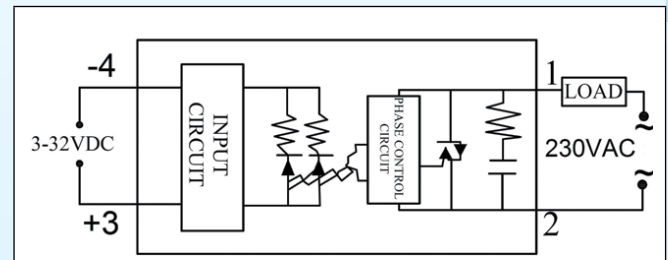 -4
3-32VDC
+3
INPUT
CIRCUIT
PHASE CONTROL
CIRCUIT
1
LOAD
~
230VAC
~
2